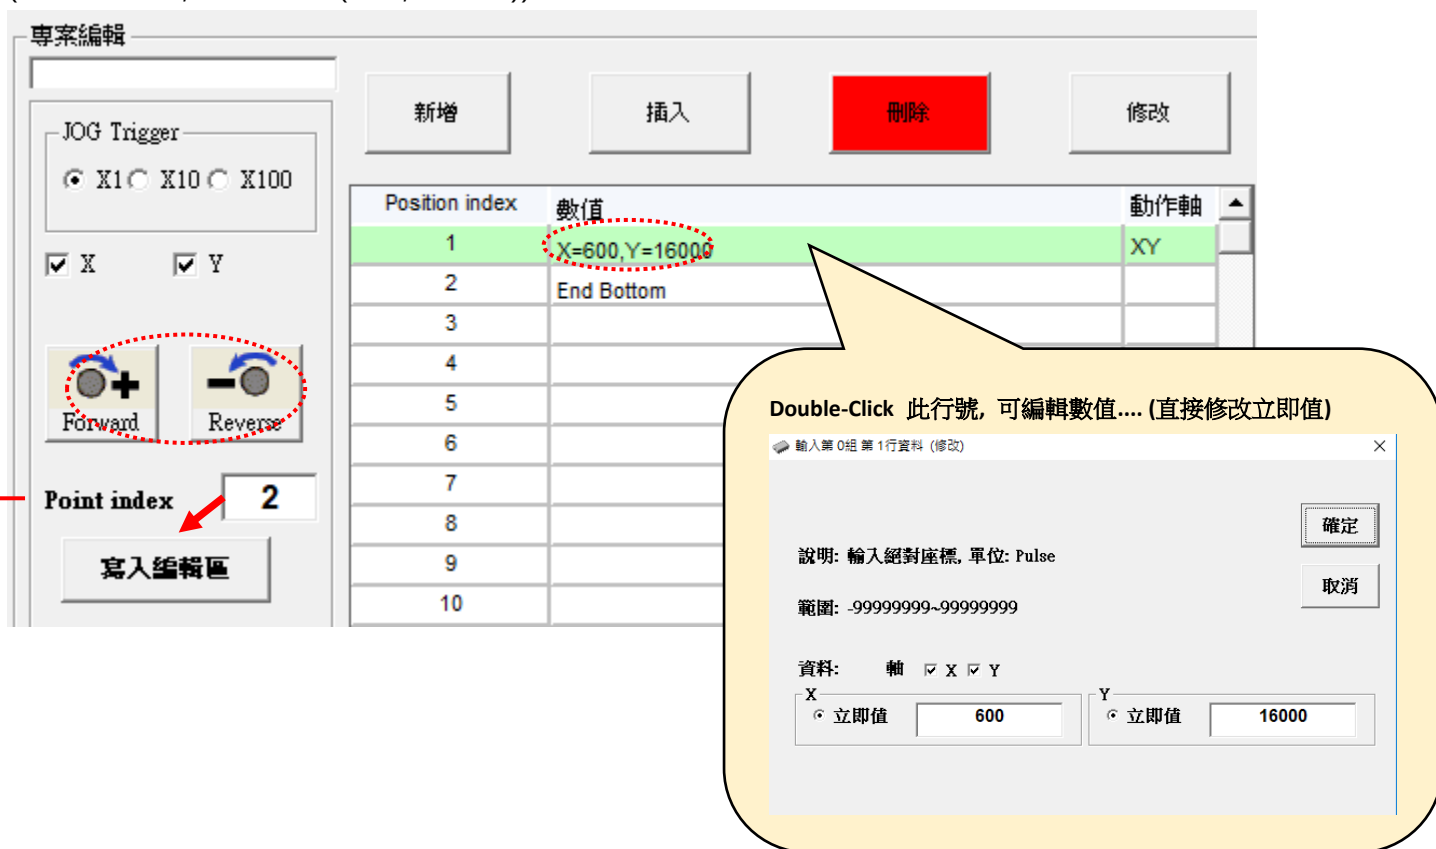 專案編輯
新增 插入 刪除 修改
JOG Trigger
X1 X10 X100
X Y
Forward Reverse
Point index 2
寫入編輯區
Position index 數值 動作軸
1 X=600,Y=16000 XY
2 End Bottom
3
4
5
6
7
8
9
10
Double-Click 此行號, 可編輯數值.... (直接修改立即值)
輸入第 0組 第 1行資料 (修改)
確定
說明: 輸入絕對座標, 單位: Pulse
取消
範圍: -99999999~99999999
資料: 軸 X Y
X Y
立即值 600 立即值 16000